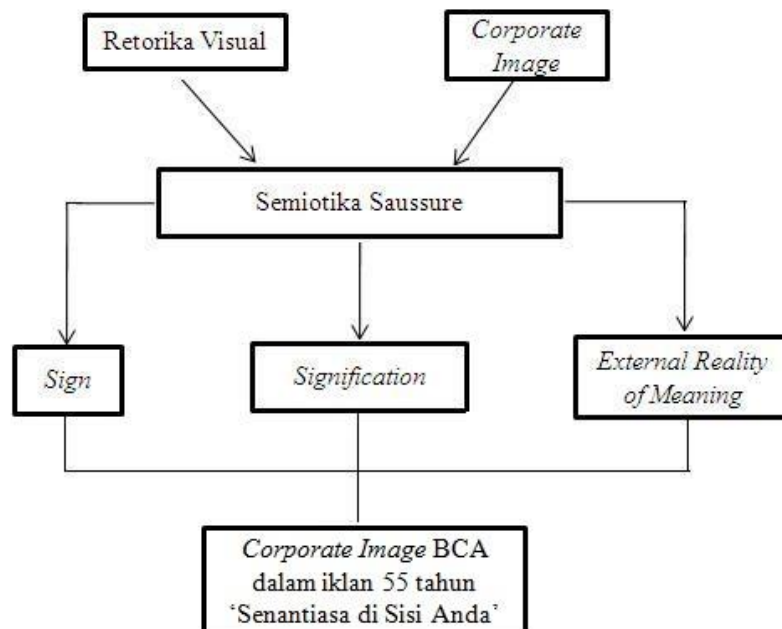 Retorika Visual
Corporate
Image
Semiotika Saussure
Sign
Signification
External Reality
of Meaning
Corporate Image BCA
dalam iklan 55 tahun
‘Senantiasa di Sisi Anda’